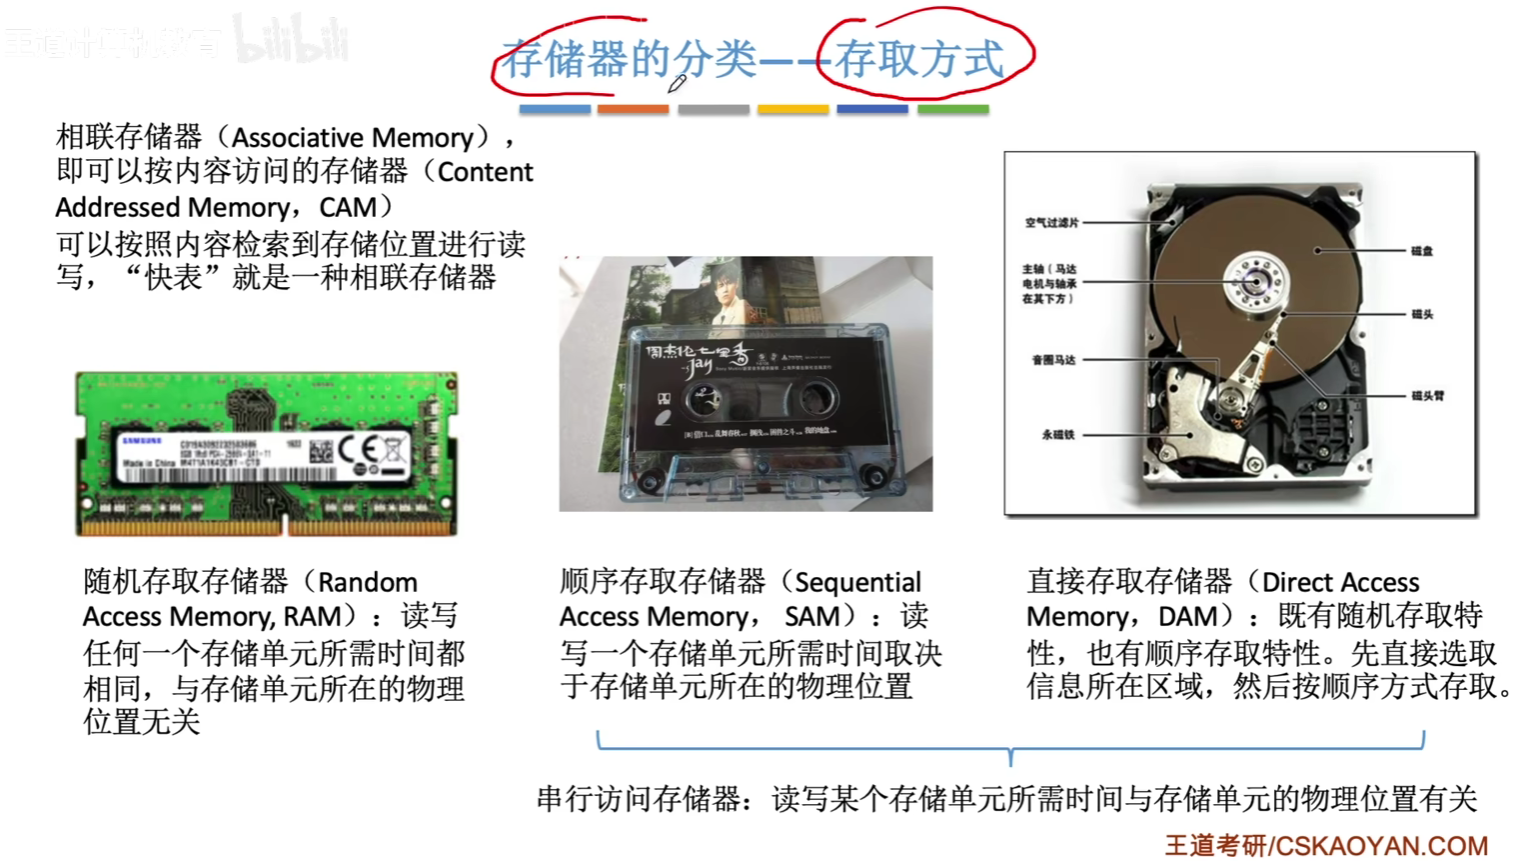 王道计算机教育 bilibili
存储器的分类——存取方式
相联存储器（Associative Memory），
即可以按内容访问的存储器（Content
Addressed Memory，CAM）
可以按照内容检索到存储位置进行读
写，“快表”就是一种相联存储器
SAMSUNG
Made in China
周杰伦七里香
Jay
空气过滤片
主轴（马达
电机与轴承
在其下方）
音圈马达
永磁铁
磁盘
磁头
磁头臂
随机存取存储器（Random
Access Memory, RAM）：读写
任何一个存储单元所需时间都
相同，与存储单元所在的物理
位置无关
顺序存取存储器（Sequential
Access Memory， SAM）：读
写一个存储单元所需时间取决
于存储单元所在的物理位置
直接存取存储器（Direct Access
Memory，DAM）：既有随机存取特
性，也有顺序存取特性。先直接选取
信息所在区域，然后按顺序方式存取。
串行访问存储器：读写某个存储单元所需时间与存储单元的物理位置有关
王道考研/CSKAOYAN.COM